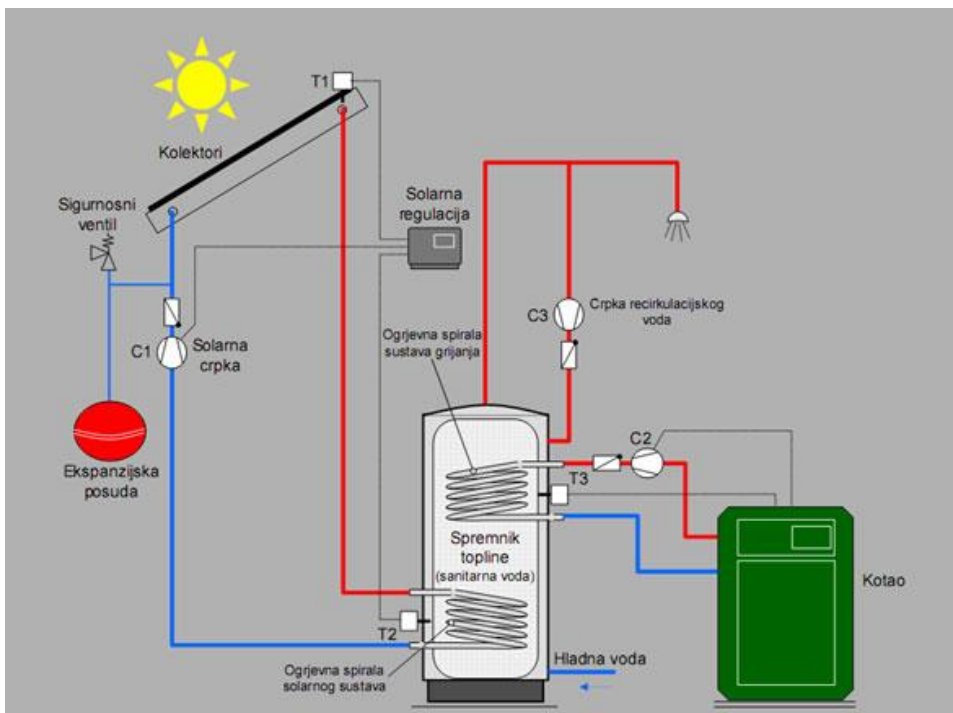 T1
Kolektori
Sigurnosni
ventil
Solarna
regulacija
C1
Solarna
crpka
Ogrjevna spirala
sustava grijanja
C3
Crpka recirkulacijskog
voda
Ekspanzijska
posuda
C2
T3
Spremnik
topline
(sanitarna voda)
Kotao
T2
Ogrjevna spirala
solarnog sustava
Hladna voda